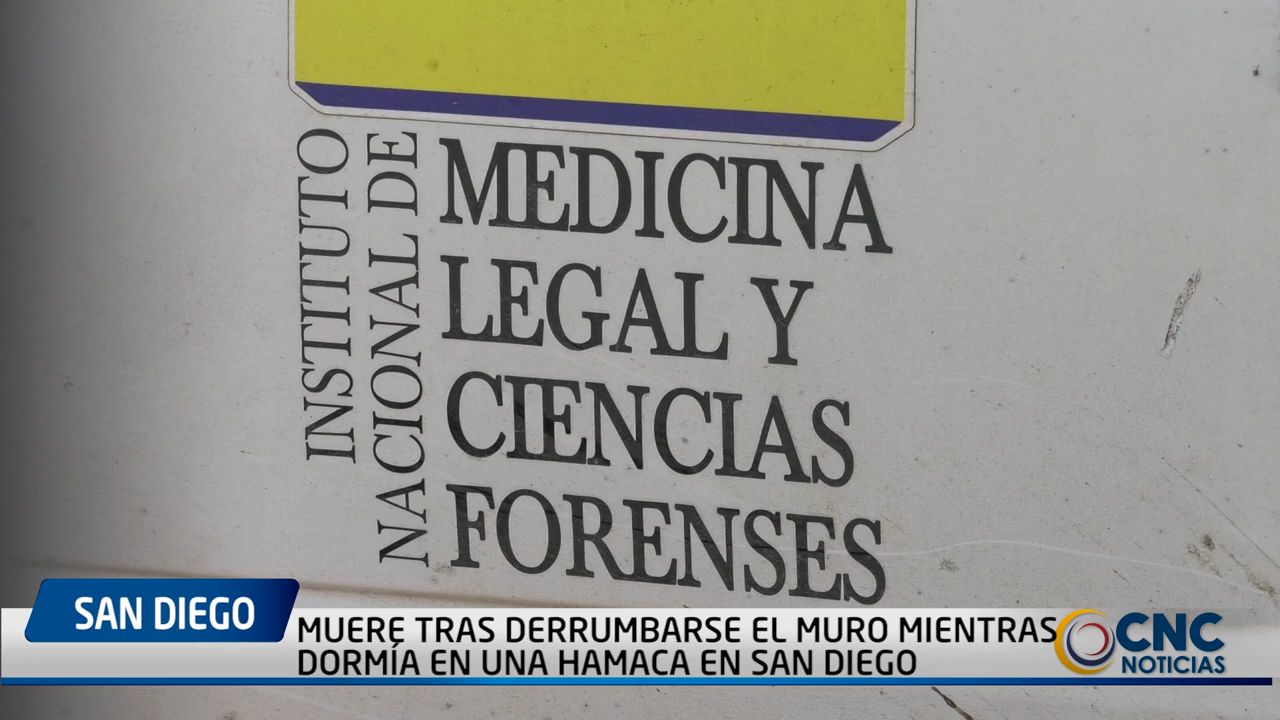 INSTITUTO
NACIONAL DE
MEDICINA
LEGAL Y
CIENCIAS
FORENSES
SAN DIEGO
MUERE TRAS DERRUMBARSE EL MURO MIENTRAS
DORMÍA EN UNA HAMACA EN SAN DIEGO
CNC
NOTICIAS